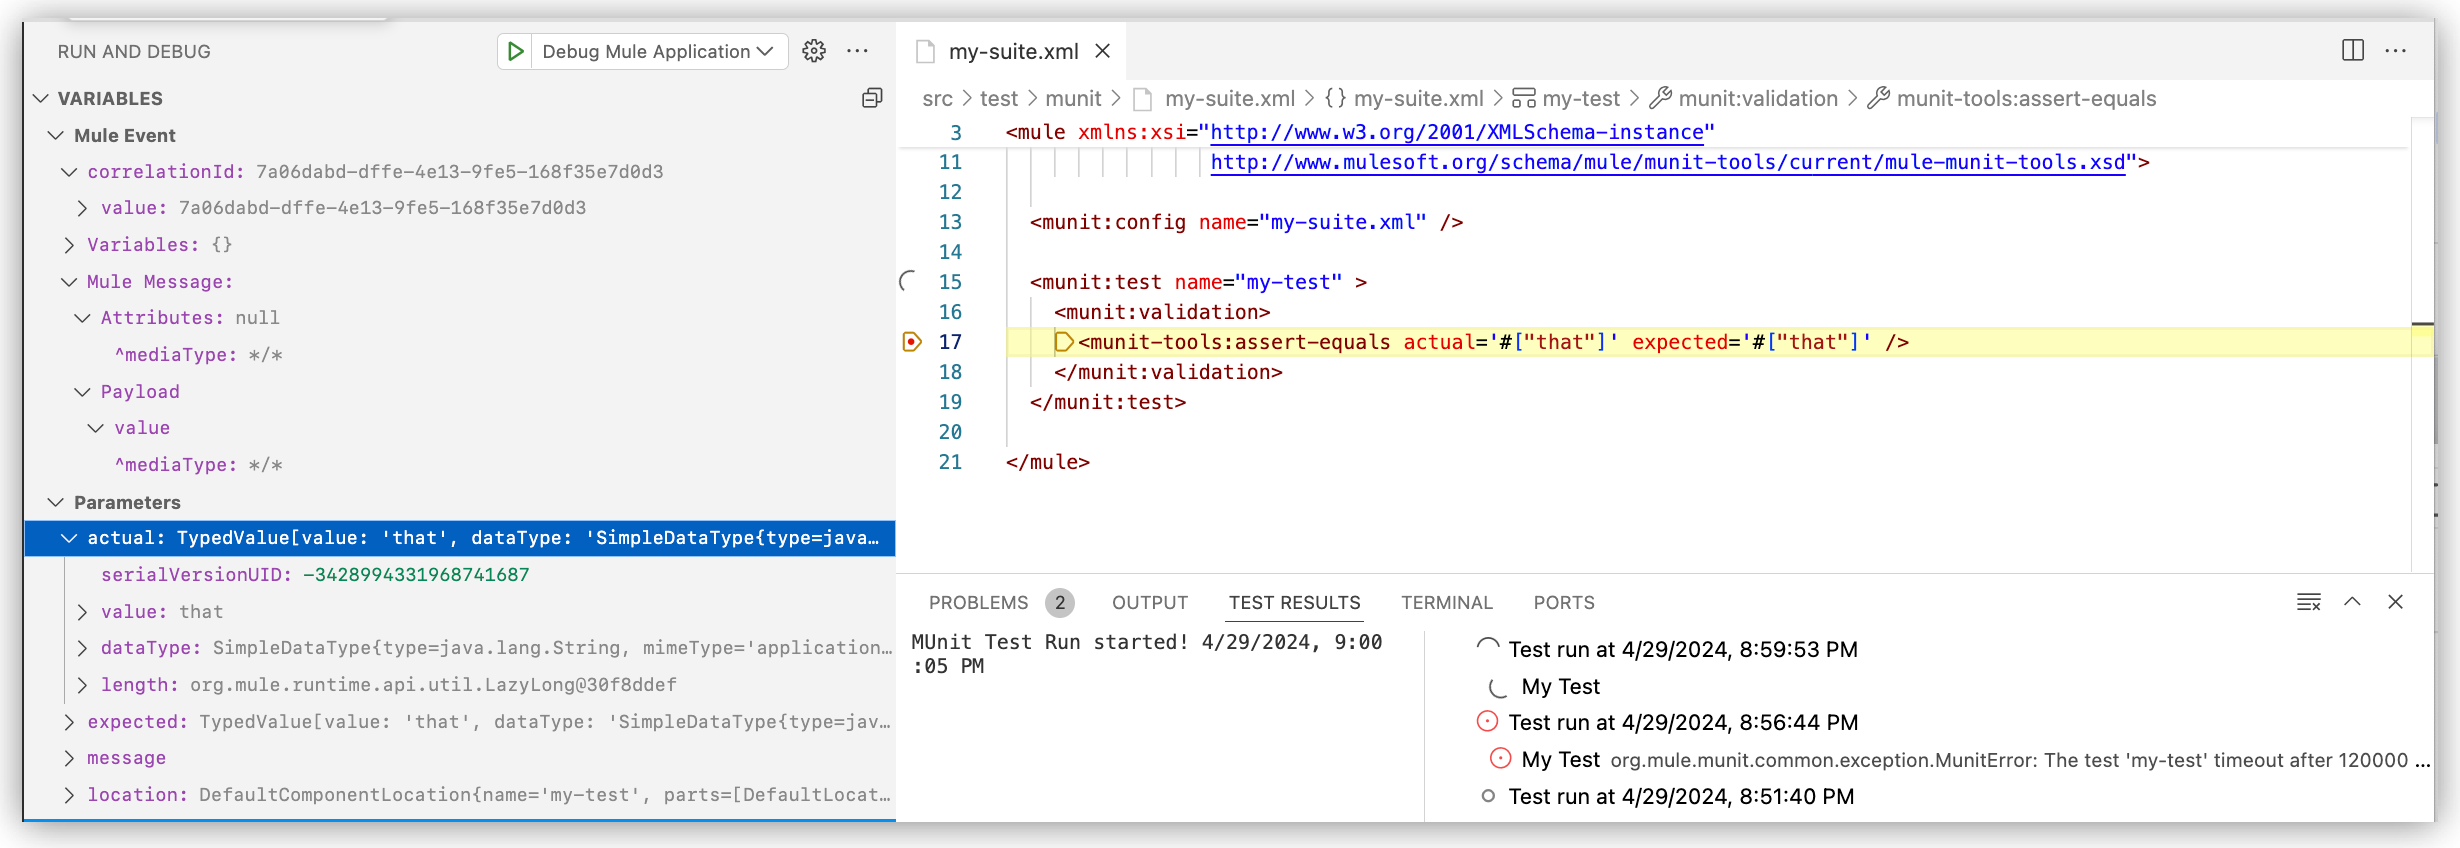 RUN AND DEBUG
Debug Mule Application
VARIABLES
Mule Event
correlationId: 7a06dabd-dffe-4e13-9fe5-168f35e7d0d3
value: 7a06dabd-dffe-4e13-9fe5-168f35e7d0d3
Variables: {}
Mule Message:
Attributes: null
^mediaType: */*
Payload
value
^mediaType: */*
Parameters
actual: TypedValue[value: 'that', dataType: 'SimpleDataType{type=java…
serialVersionUID: -3428994331968741687
value: that
dataType: SimpleDataType{type=java.lang.String, mimeType='application…
length: org.mule.runtime.api.util.LazyLong@30f8ddef
expected: TypedValue[value: 'that', dataType: 'SimpleDataType{type=jav…
message
location: DefaultComponentLocation{name='my-test', parts=[DefaultLocat…
my-suite.xml
src > test > munit > my-suite.xml > {} my-suite.xml > my-test > munit:validation > munit-tools:assert-equals
3 <mule xmlns:xsi="http://www.w3.org/2001/XMLSchema-instance"
11 http://www.mulesoft.org/schema/mule/munit-tools/current/mule-munit-tools.xsd">
12
13 <munit:config name="my-suite.xml" />
14
15 <munit:test name="my-test" >
16 <munit:validation>
17 <munit-tools:assert-equals actual='#["that"]' expected='#["that"]' />
18 </munit:validation>
19 </munit:test>
20
21 </mule>
PROBLEMS 2 OUTPUT TEST RESULTS TERMINAL PORTS
MUnit Test Run started! 4/29/2024, 9:00
:05 PM
Test run at 4/29/2024, 8:59:53 PM
My Test
Test run at 4/29/2024, 8:56:44 PM
My Test org.mule.munit.common.exception.MunitError: The test 'my-test' timeout after 120000 ...
Test run at 4/29/2024, 8:51:40 PM